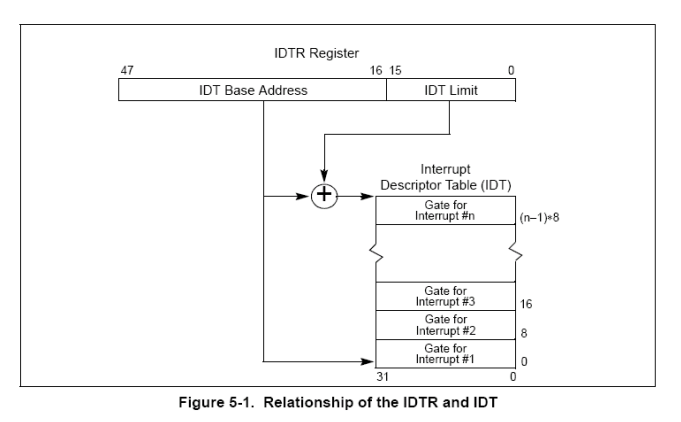 IDTR Register
47 16 15 0
IDT Base Address IDT Limit
+
Interrupt
Descriptor Table (IDT)
Gate for
Interrupt #n
(n–1)∗8
Gate for
Interrupt #3
16
Gate for
Interrupt #2
8
Gate for
Interrupt #1
0
31 0
Figure 5-1. Relationship of the IDTR and IDT